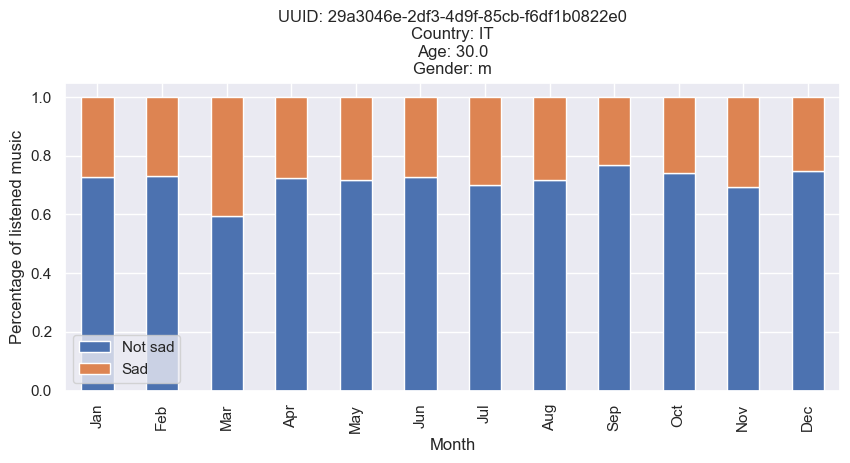 UUID: 29a3046e-2df3-4d9f-85cb-f6df1b0822e0
Country: IT
Age: 30.0
Gender: m
Percentage of listened music
1.0
0.8
0.6
0.4
0.2
0.0
Not sad
Sad
Jan
Feb
Mar
Apr
May
Jun
Jul
Aug
Sep
Oct
Nov
Dec
Month